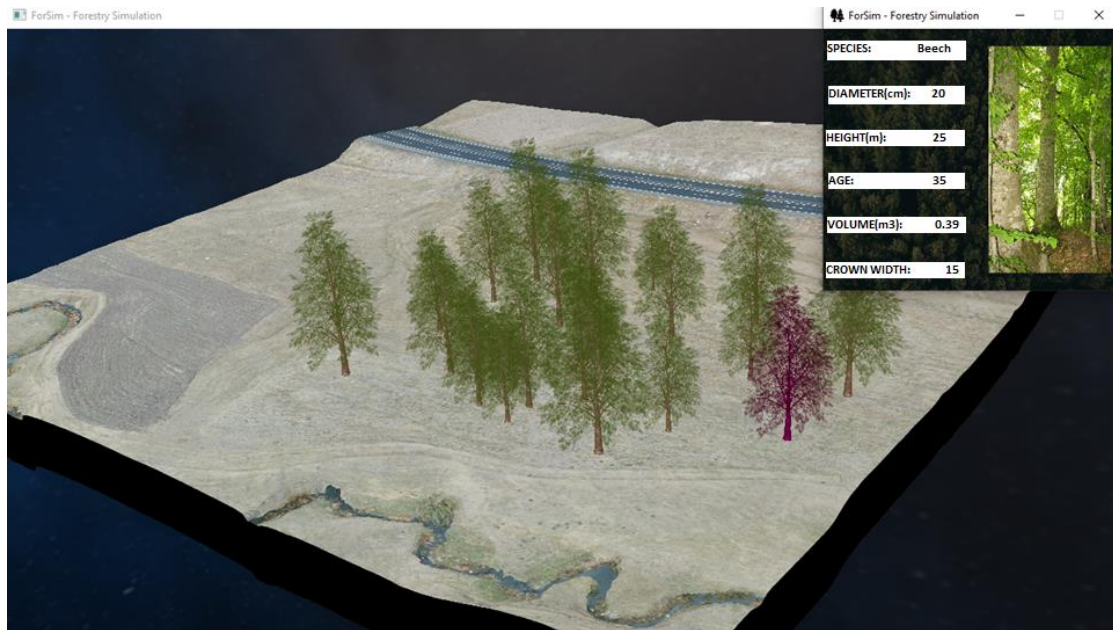 ForSim - Forestry Simulation
ForSim - Forestry Simulation
SPECIES: Beech
DIAMETER(cm): 20
HEIGHT(m): 25
AGE: 35
VOLUME(m3): 0.39
CROWN WIDTH: 15